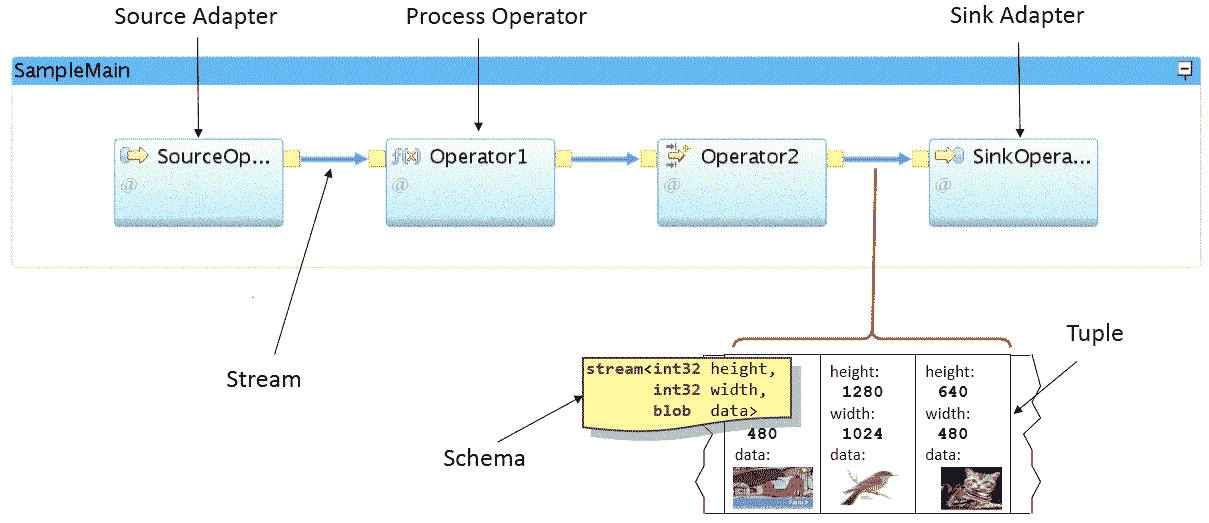 Source Adapter
Process Operator
Sink Adapter
SampleMain
SourceOp...
f(x) Operator1
Operator2
SinkOpera...
@
@
@
Stream
Tuple
stream<int32 height,
int32 width,
blob data>
Schema
480
data:
height:
1280
width:
1024
data:
height:
640
width:
480
data: